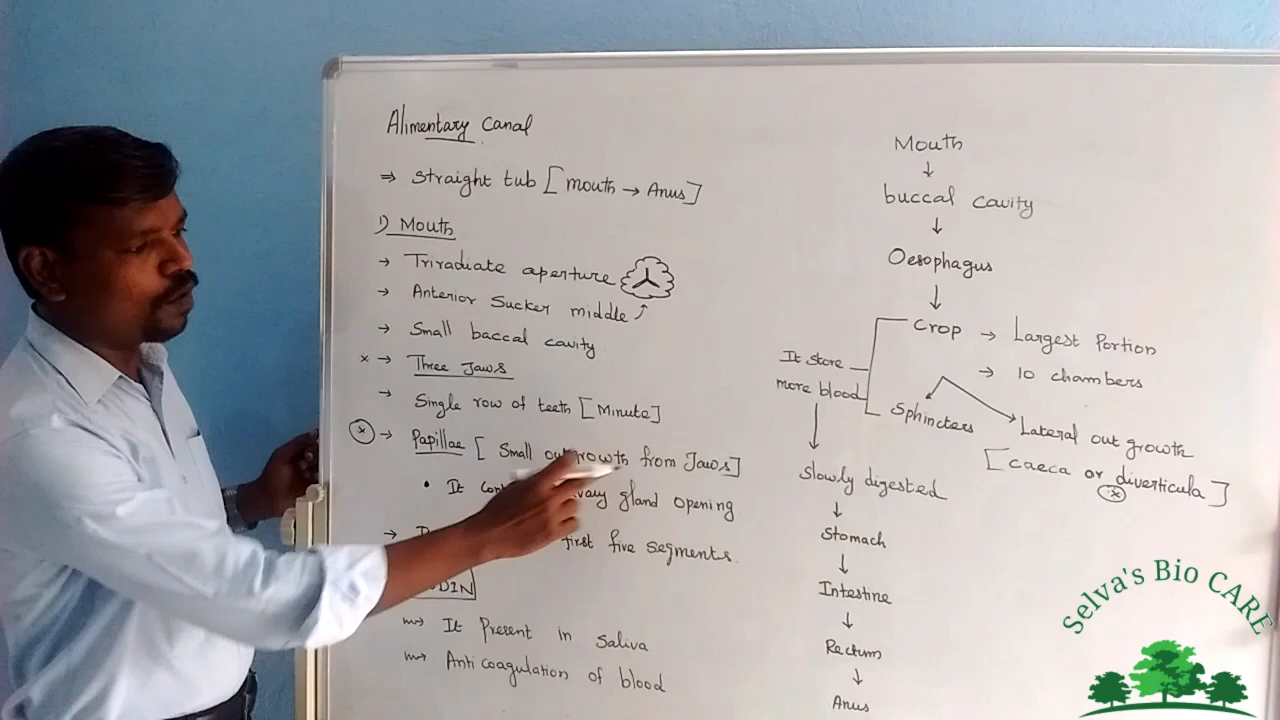 Alimentary Canal
⇒ Straight tub [mouth → Anus]
1) Mouth
→ Triradiate aperture
→ Anterior Sucker middle
→ Small baccal cavity
x → Three Jaws
→ Single row of teeth [Minute]
x → Papillae [Small outgrowth from Jaws]
• It gland opening
→ first five segments.
It Present in Saliva
Anti coagulation of blood
Mouth
↓
buccal cavity
↓
Oesophagus
↓
Crop → Largest Portion
→ 10 chambers
It store
more blood
Sphincters
Lateral out growth
[caeca or diverticula]
x
↓
Slowly digested
↓
Stomach
↓
Intestine
↓
Rectum
↓
Anus
Selva's Bio CARE